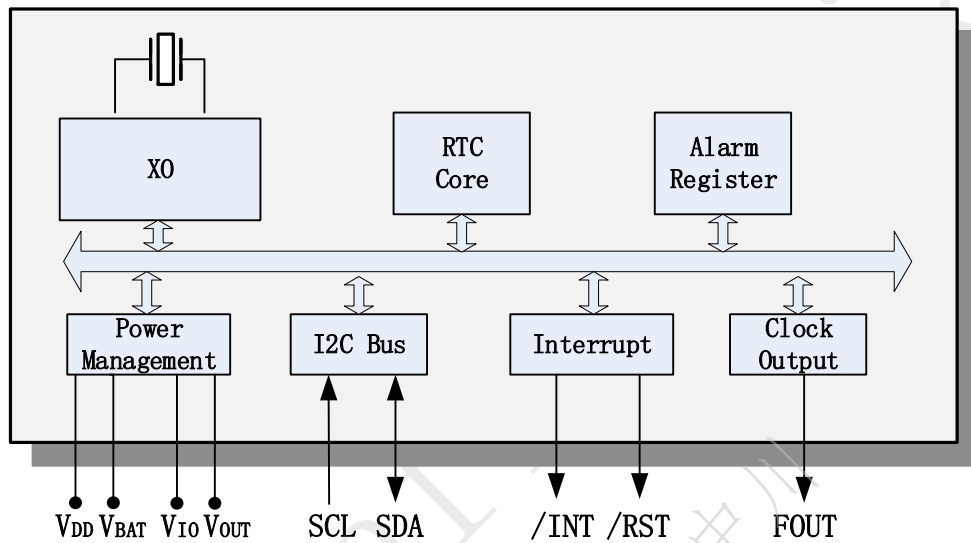 XO
RTC
Core
Alarm
Register
Power
Management
I2C Bus
Interrupt
Clock
Output
VDD VBAT VIO VOUT SCL SDA /INT /RST FOUT